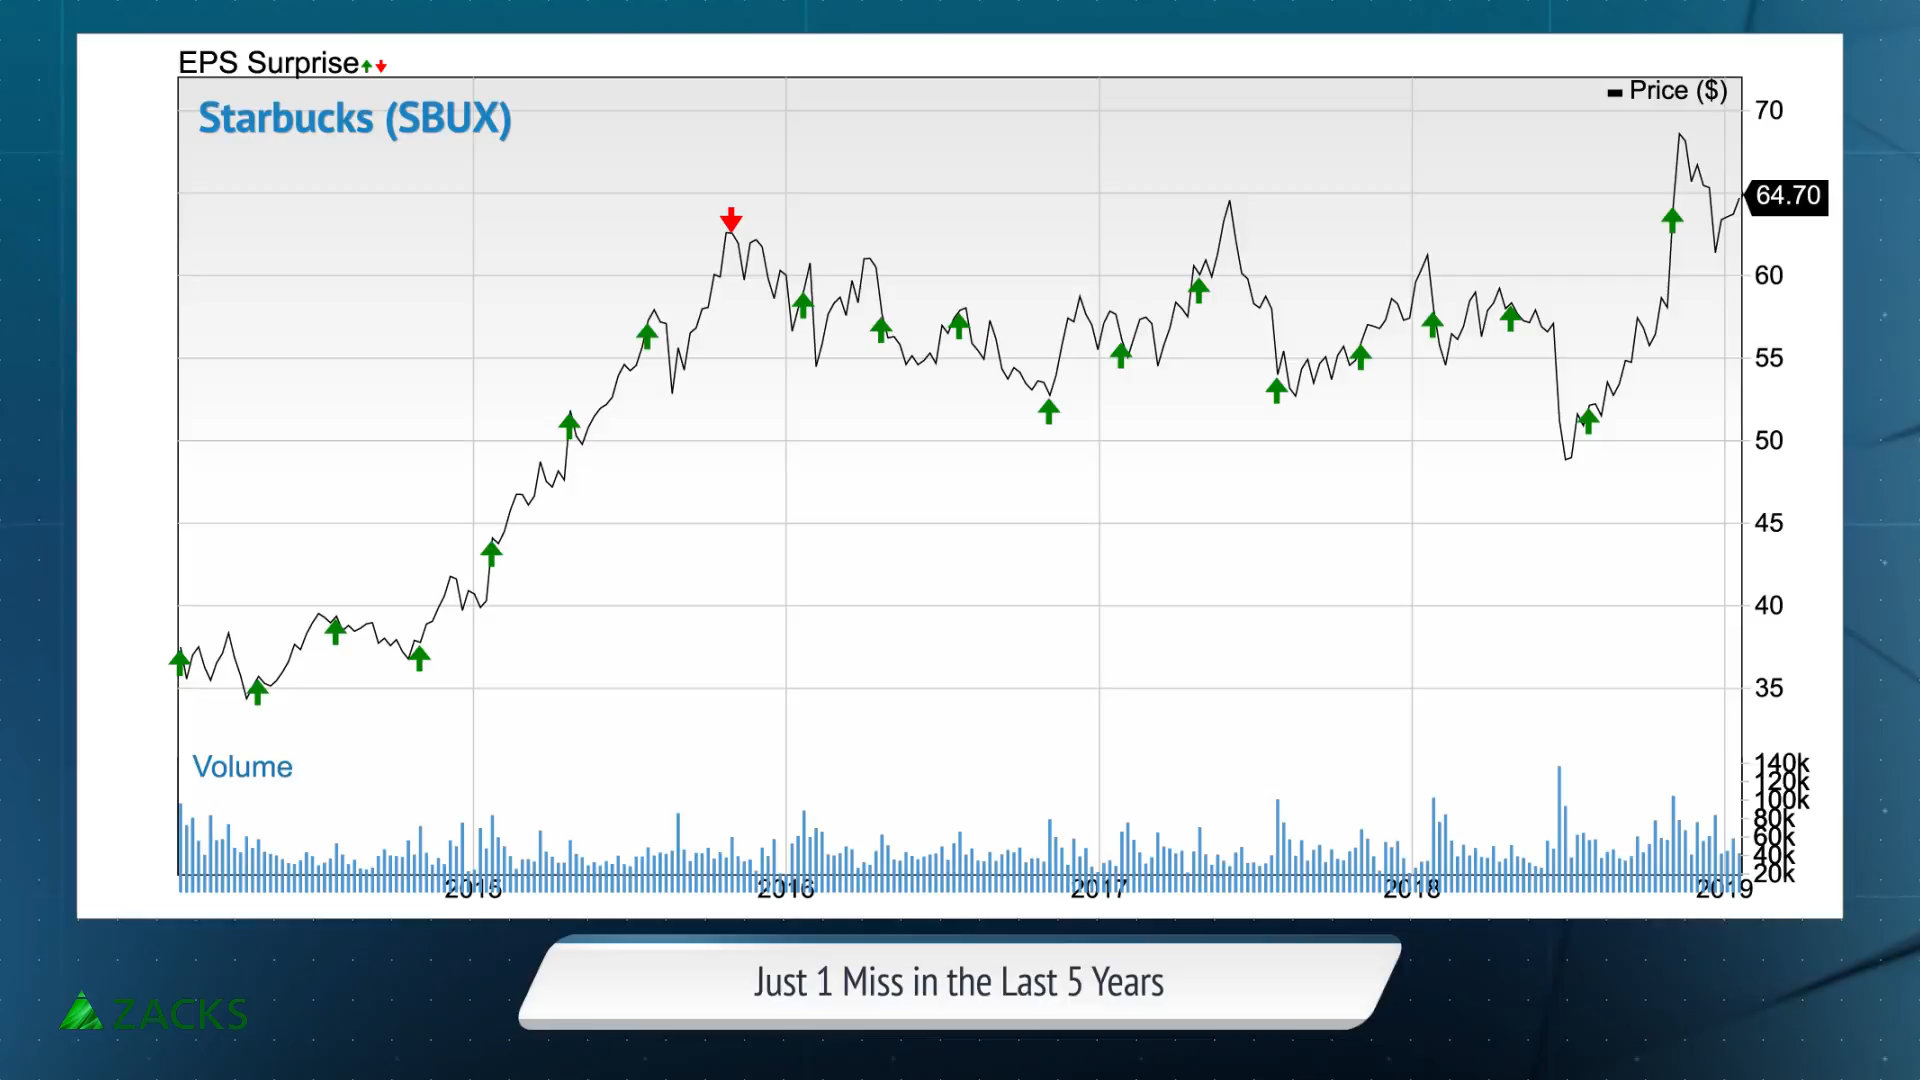 EPS Surprise
Starbucks (SBUX)
Price ($)
70
64.70
60
55
50
45
40
35
Volume
140k
120k
100k
80k
60k
40k
20k
2015 2016 2017 2018 2019
Just 1 Miss in the Last 5 Years
ZACKS